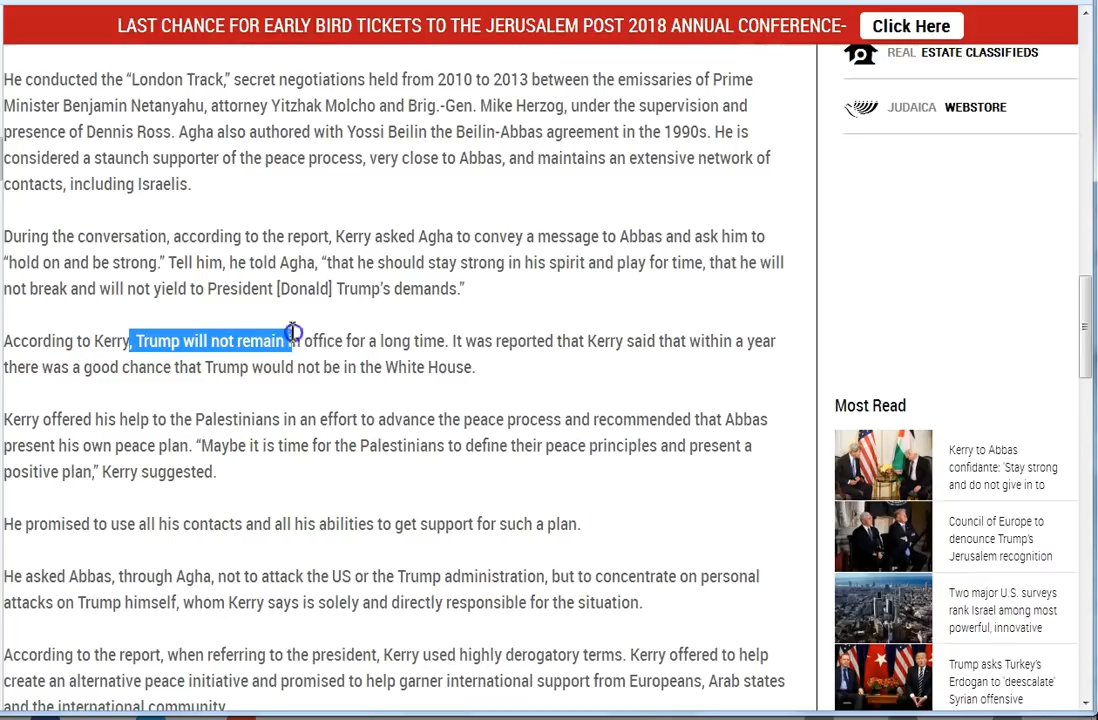 LAST CHANCE FOR EARLY BIRD TICKETS TO THE JERUSALEM POST 2018 ANNUAL CONFERENCE- Click Here
He conducted the “London Track,” secret negotiations held from 2010 to 2013 between the emissaries of Prime
Minister Benjamin Netanyahu, attorney Yitzhak Molcho and Brig.-Gen. Mike Herzog, under the supervision and
presence of Dennis Ross. Agha also authored with Yossi Beilin the Beilin-Abbas agreement in the 1990s. He is
considered a staunch supporter of the peace process, very close to Abbas, and maintains an extensive network of
contacts, including Israelis.
During the conversation, according to the report, Kerry asked Agha to convey a message to Abbas and ask him to
“hold on and be strong.” Tell him, he told Agha, “that he should stay strong in his spirit and play for time, that he will
not break and will not yield to President [Donald] Trump’s demands.”
According to Kerry, Trump will not remain in office for a long time. It was reported that Kerry said that within a year
there was a good chance that Trump would not be in the White House.
Kerry offered his help to the Palestinians in an effort to advance the peace process and recommended that Abbas
present his own peace plan. “Maybe it is time for the Palestinians to define their peace principles and present a
positive plan,” Kerry suggested.
He promised to use all his contacts and all his abilities to get support for such a plan.
He asked Abbas, through Agha, not to attack the US or the Trump administration, but to concentrate on personal
attacks on Trump himself, whom Kerry says is solely and directly responsible for the situation.
According to the report, when referring to the president, Kerry used highly derogatory terms. Kerry offered to help
create an alternative peace initiative and promised to help garner international support from Europeans, Arab states
and the international community.
REAL ESTATE CLASSIFIEDS
JUDAICA WEBSTORE
Most Read
Kerry to Abbas
confidante: ‘Stay strong
and do not give in to
Council of Europe to
denounce Trump’s
Jerusalem recognition
Two major U.S. surveys
rank Israel among most
powerful, innovative
Trump asks Turkey’s
Erdogan to ‘deescalate’
Syrian offensive